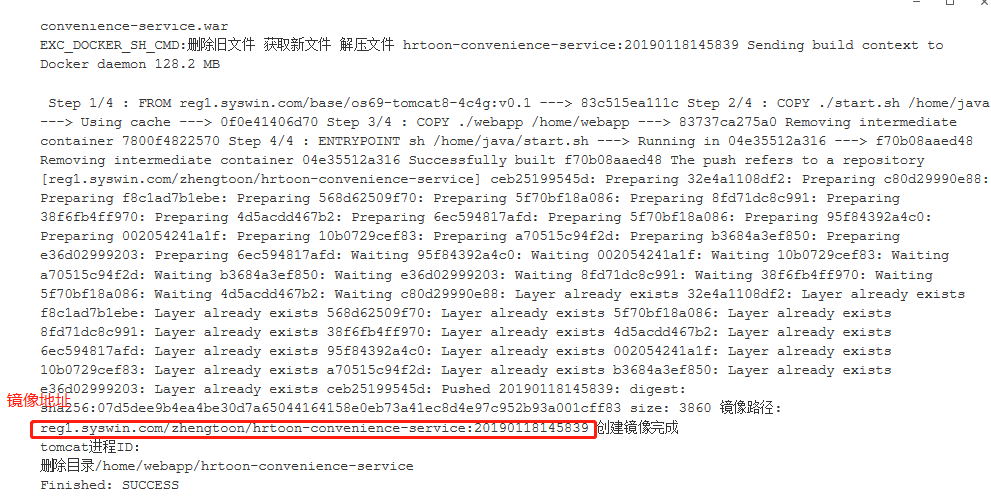 convenience-service.war
EXC_DOCKER_SH_CMD:删除旧文件 获取新文件 解压文件 hrtoon-convenience-service:20190118145839 Sending build context to
Docker daemon 128.2 MB
Step 1/4 : FROM reg1.syswin.com/base/os69-tomcat8-4c4g:v0.1 ---> 83c515ea111c Step 2/4 : COPY ./start.sh /home/java
---> Using cache ---> 0f0e41406d70 Step 3/4 : COPY ./webapp /home/webapp ---> 83737ca275a0 Removing intermediate
container 7800f4822570 Step 4/4 : ENTRYPOINT sh /home/java/start.sh ---> Running in 04e35512a316 ---> f70b08aaed48
Removing intermediate container 04e35512a316 Successfully built f70b08aaed48 The push refers to a repository
[reg1.syswin.com/zhengtoon/hrtoon-convenience-service] ceb25199545d: Preparing 32e4a1108df2: Preparing c80d29990e88:
Preparing f8c1ad7b1ebe: Preparing 568d62509f70: Preparing 5f70bf18a086: Preparing 8fd71dc8c991: Preparing
38f6fb4ff970: Preparing 4d5acdd467b2: Preparing 6ec594817afd: Preparing 5f70bf18a086: Preparing 95f84392a4c0:
Preparing 002054241a1f: Preparing 10b0729cef83: Preparing a70515c94f2d: Preparing b3684a3ef850: Preparing
e36d02999203: Preparing 6ec594817afd: Waiting 95f84392a4c0: Waiting 002054241a1f: Waiting 10b0729cef83: Waiting
a70515c94f2d: Waiting b3684a3ef850: Waiting e36d02999203: Waiting 8fd71dc8c991: Waiting 38f6fb4ff970: Waiting
5f70bf18a086: Waiting 4d5acdd467b2: Waiting c80d29990e88: Layer already exists 32e4a1108df2: Layer already exists
f8c1ad7b1ebe: Layer already exists 568d62509f70: Layer already exists 5f70bf18a086: Layer already exists
8fd71dc8c991: Layer already exists 38f6fb4ff970: Layer already exists 4d5acdd467b2: Layer already exists
6ec594817afd: Layer already exists 95f84392a4c0: Layer already exists 002054241a1f: Layer already exists
10b0729cef83: Layer already exists a70515c94f2d: Layer already exists b3684a3ef850: Layer already exists
e36d02999203: Layer already exists ceb25199545d: Pushed 20190118145839: digest:
镜像地址
sha256:07d5dee9b4ea4be30d7a65044164158e0eb73a41ec8d4e97c952b93a001cff83 size: 3860 镜像路径:
reg1.syswin.com/zhengtoon/hrtoon-convenience-service:20190118145839 创建镜像完成
tomcat进程ID:
删除目录/home/webapp/hrtoon-convenience-service
Finished: SUCCESS